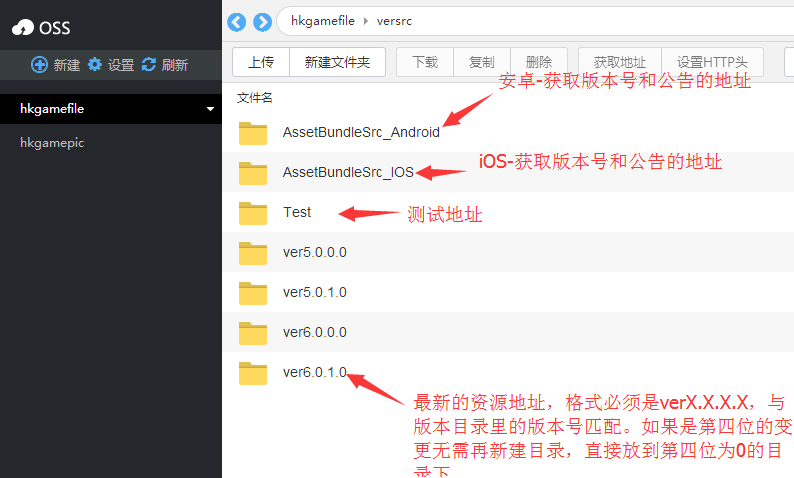 OSS
hkgamefile
versrc
新建
设置
刷新
上传
新建文件夹
下载
复制
删除
获取地址
设置HTTP头
安卓-获取版本号和公告的地址
文件名
hkgamefile
AssetBundleSrc_Android
hkgamepic
AssetBundleSrc_IOS
iOS-获取版本号和公告的地址
Test
测试地址
ver5.0.0.0
ver5.0.1.0
ver6.0.0.0
ver6.0.1.0
最新的资源地址，格式必须是verX.X.X.X，与
版本目录里的版本号匹配。如果是第四位的变
更无需再新建目录，直接放到第四位为0的目
录下